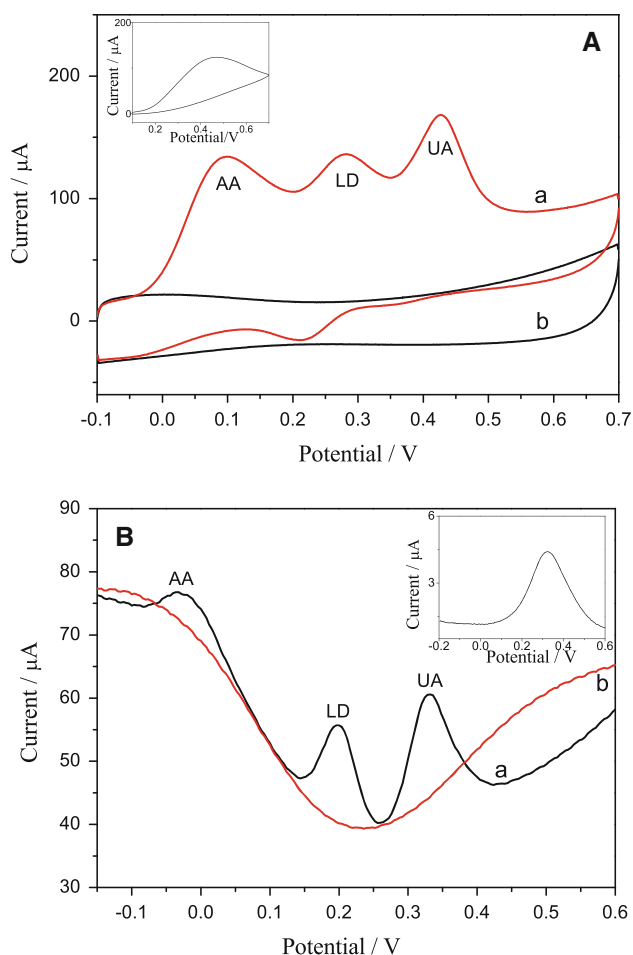 A
200
Current / μA
0
0.2 0.4 0.6
Potential/V
200
100
0
Current / μA
AA
LD
UA
a
b
-0.1 0.0 0.1 0.2 0.3 0.4 0.5 0.6 0.7
Potential / V
B
90
80
70
60
50
40
30
Current / μA
AA
LD
UA
b
a
6
3
Current / μA
-0.2 0.0 0.2 0.4 0.6
Potential / V
-0.1 0.0 0.1 0.2 0.3 0.4 0.5 0.6
Potential / V